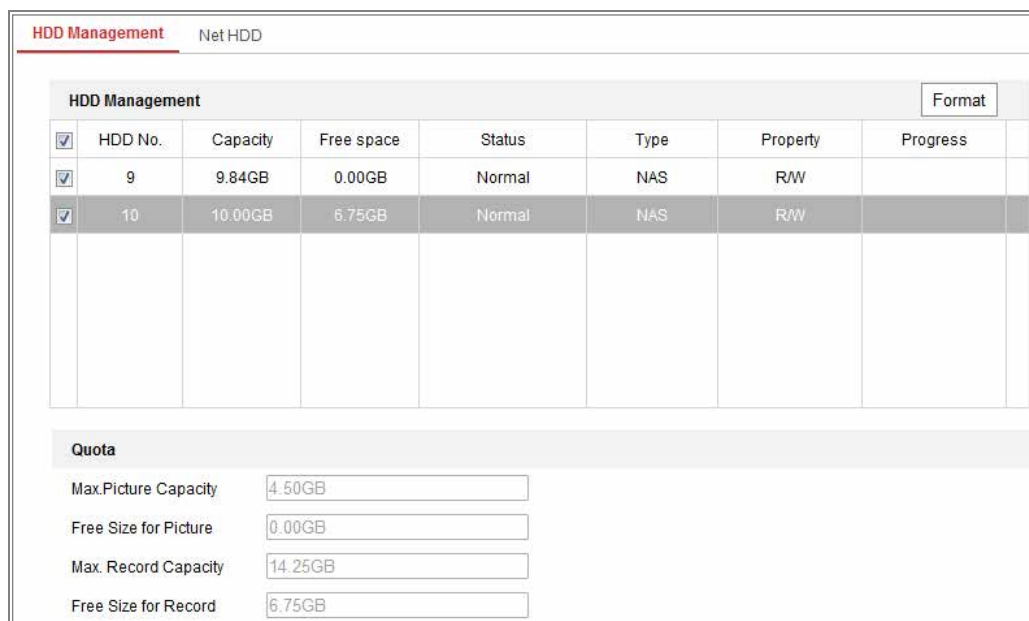 HDD Management Net HDD
HDD Management Format
HDD No. Capacity Free space Status Type Property Progress
9 9.84GB 0.00GB Normal NAS R/W
10 10.00GB 6.75GB Normal NAS R/W
Quota
Max.Picture Capacity 4.50GB
Free Size for Picture 0.00GB
Max. Record Capacity 14.25GB
Free Size for Record 6.75GB